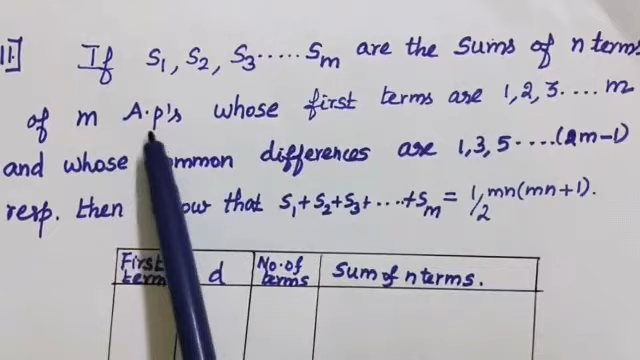 11] If S₁, S₂, S₃ ..... Sₘ are the sums of n terms
of m A.p's whose first terms are 1, 2, 3 .... m
and whose common differences are 1, 3, 5 .... (2m-1)
resp. then that S₁+S₂+S₃+....+Sₘ = 1/2 mn(mn+1).
First term d No. of terms Sum of n terms.